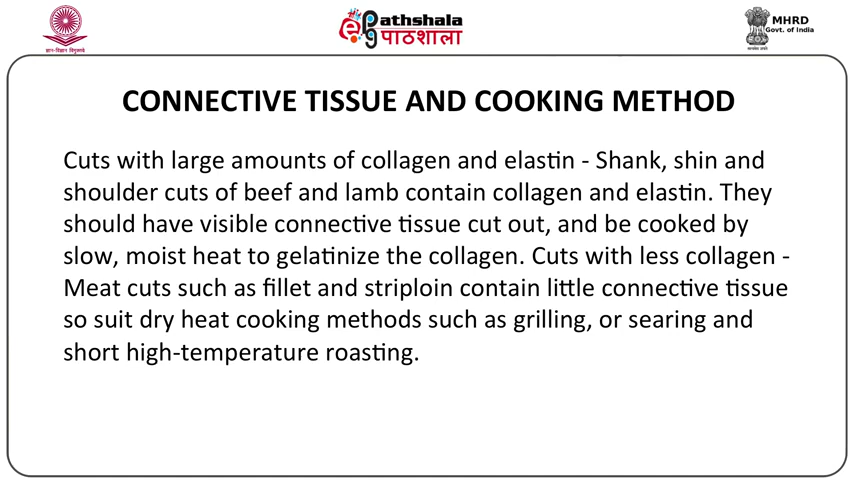 ज्ञान-विज्ञान विमुक्तये
ePathshala
पाठशाला
MHRD
Govt. of India
CONNECTIVE TISSUE AND COOKING METHOD
Cuts with large amounts of collagen and elastin - Shank, shin and
shoulder cuts of beef and lamb contain collagen and elastin. They
should have visible connective tissue cut out, and be cooked by
slow, moist heat to gelatinize the collagen. Cuts with less collagen -
Meat cuts such as fillet and striploin contain little connective tissue
so suit dry heat cooking methods such as grilling, or searing and
short high-temperature roasting.